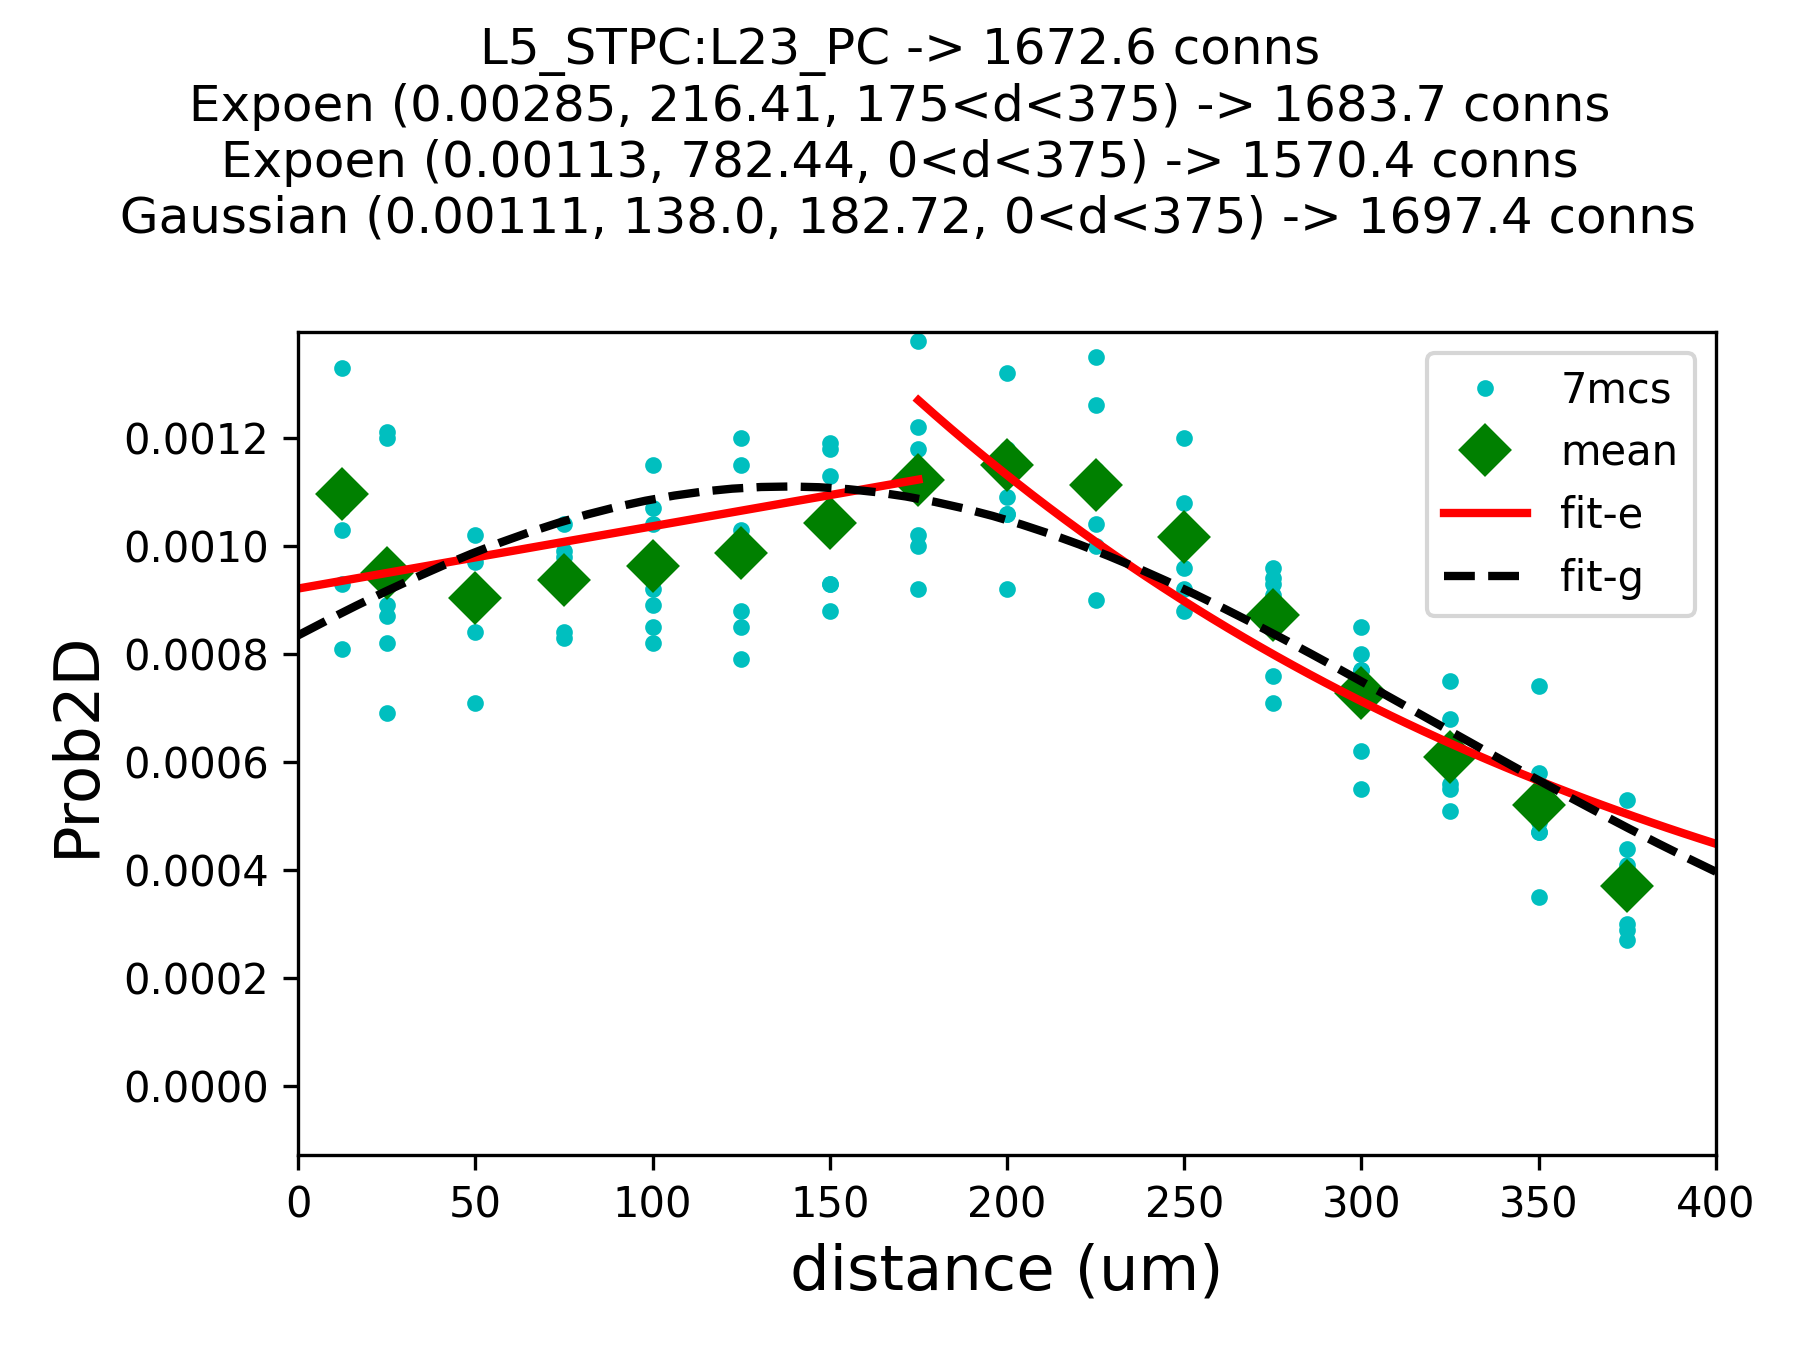 L5_STPC:L23_PC -> 1672.6 conns
Expoen (0.00285, 216.41, 175<d<375) -> 1683.7 conns
Expoen (0.00113, 782.44, 0<d<375) -> 1570.4 conns
Gaussian (0.00111, 138.0, 182.72, 0<d<375) -> 1697.4 conns
7mcs
mean
fit-e
fit-g
0.0012
0.0010
0.0008
0.0006
0.0004
0.0002
0.0000
Prob2D
0 50 100 150 200 250 300 350 400
distance (um)